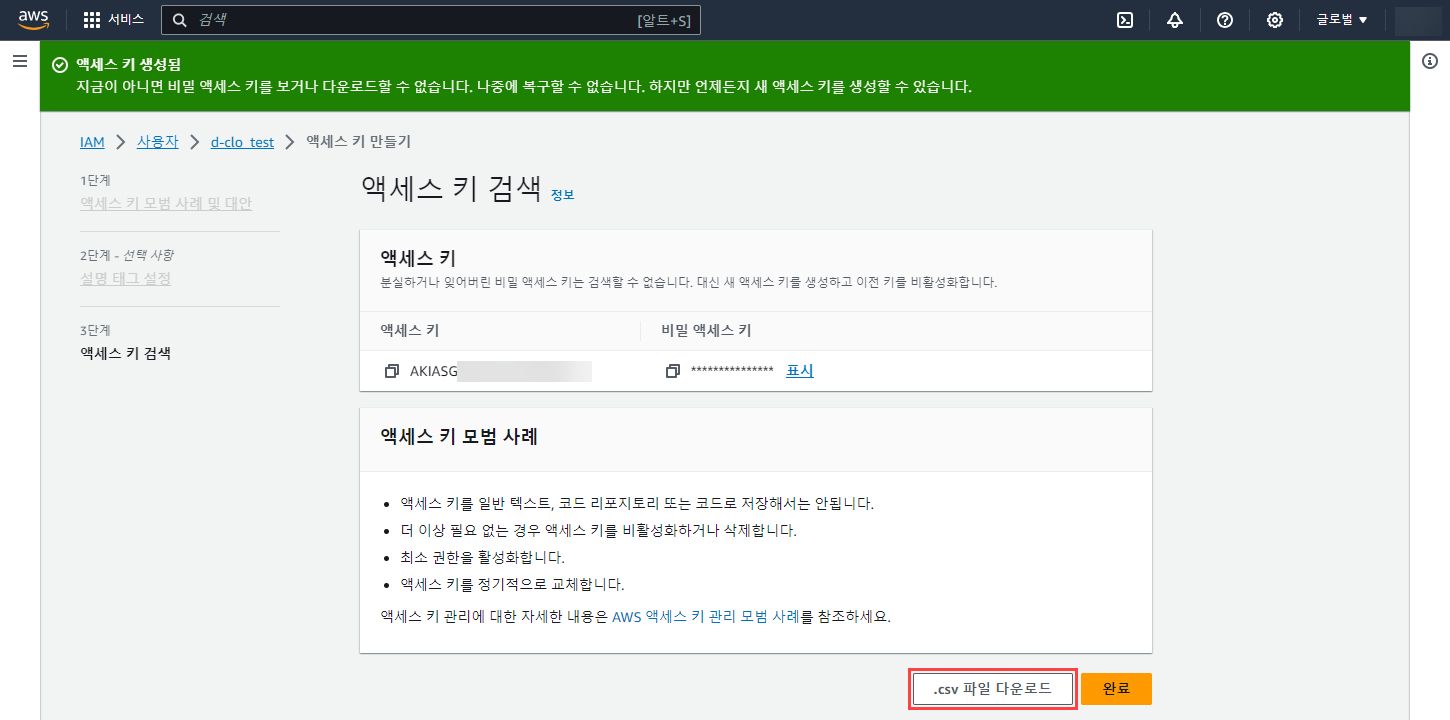 aws 서비스 검색 [알트+S] 글로벌
액세스 키 생성됨
지금이 아니면 비밀 액세스 키를 보거나 다운로드할 수 없습니다. 나중에 복구할 수 없습니다. 하지만 언제든지 새 액세스 키를 생성할 수 있습니다.
IAM 사용자 d-clo_test 액세스 키 만들기
1단계
액세스 키 모범 사례 및 대안
2단계 - 선택 사항
설명 태그 설정
3단계
액세스 키 검색
액세스 키 검색 정보
액세스 키
분실하거나 잊어버린 비밀 액세스 키는 검색할 수 없습니다. 대신 새 액세스 키를 생성하고 이전 키를 비활성화합니다.
액세스 키 비밀 액세스 키
AKIASG *************** 표시
액세스 키 모범 사례
• 액세스 키를 일반 텍스트, 코드 리포지토리 또는 코드로 저장해서는 안됩니다.
• 더 이상 필요 없는 경우 액세스 키를 비활성화하거나 삭제합니다.
• 최소 권한을 활성화합니다.
• 액세스 키를 정기적으로 교체합니다.
액세스 키 관리에 대한 자세한 내용은 AWS 액세스 키 관리 모범 사례를 참조하세요.
.csv 파일 다운로드 완료